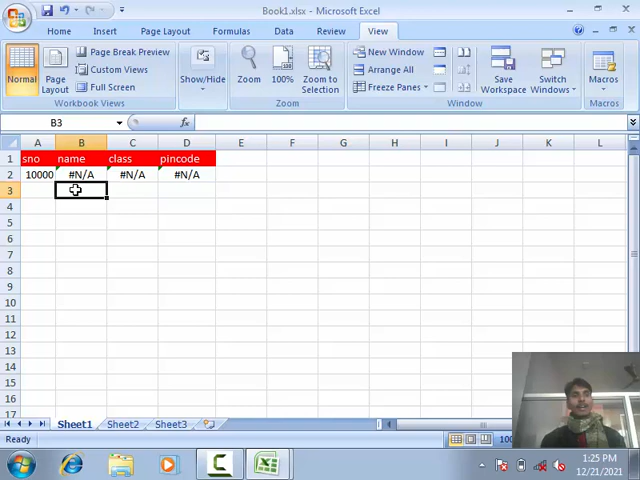 Book1.xlsx - Microsoft Excel
Home Insert Page Layout Formulas Data Review View
Normal
Page Layout
Page Break Preview
Custom Views
Full Screen
Workbook Views
Show/Hide
Zoom
100%
Zoom to Selection
Zoom
New Window
Arrange All
Freeze Panes
Save Workspace
Switch Windows
Window
Macros
Macros
B3
fx
A B C D E F G H I J K L
1 sno name class pincode
2 10000 #N/A #N/A #N/A
3
4
5
6
7
8
9
10
11
12
13
14
15
16
17
Sheet1 Sheet2 Sheet3
Ready
1:25 PM
12/21/2021